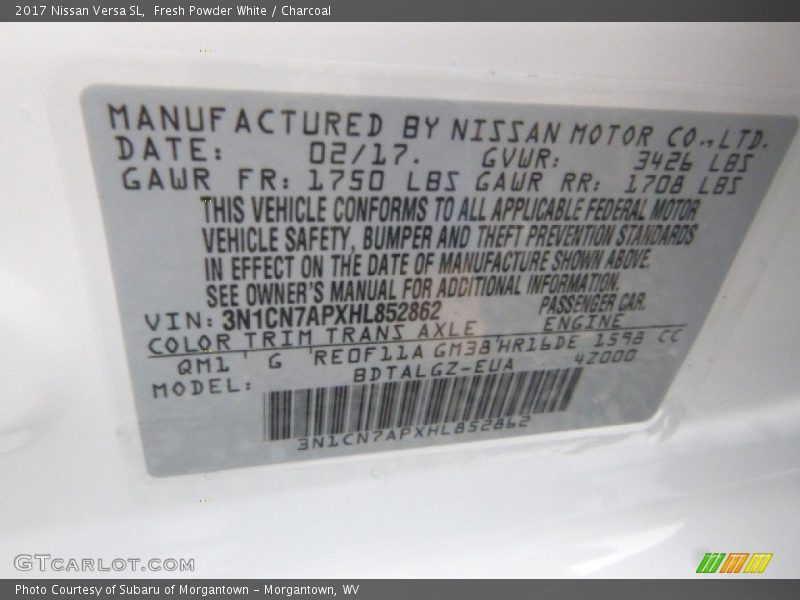 2017 Nissan Versa SL,  Fresh Powder White / Charcoal
MANUFACTURED BY NISSAN MOTOR CO.,LTD.
DATE: 02/17. GVWR: 3426 LBS
GAWR FR: 1750 LBS GAWR RR: 1708 LBS
THIS VEHICLE CONFORMS TO ALL APPLICABLE FEDERAL MOTOR
VEHICLE SAFETY, BUMPER AND THEFT PREVENTION STANDARDS
IN EFFECT ON THE DATE OF MANUFACTURE SHOWN ABOVE.
SEE OWNER'S MANUAL FOR ADDITIONAL INFORMATION.
VIN: 3N1CN7APXHL852862 PASSENGER CAR.
COLOR TRIM TRANS AXLE ENGINE
QM1 ' G 'RE0F11A GM38'HR16DE 1598 CC
MODEL: BDTALGZ-EUA 42000
3N1CN7APXHL852862
GTCARLOT.COM
Photo Courtesy of Subaru of Morgantown - Morgantown, WV